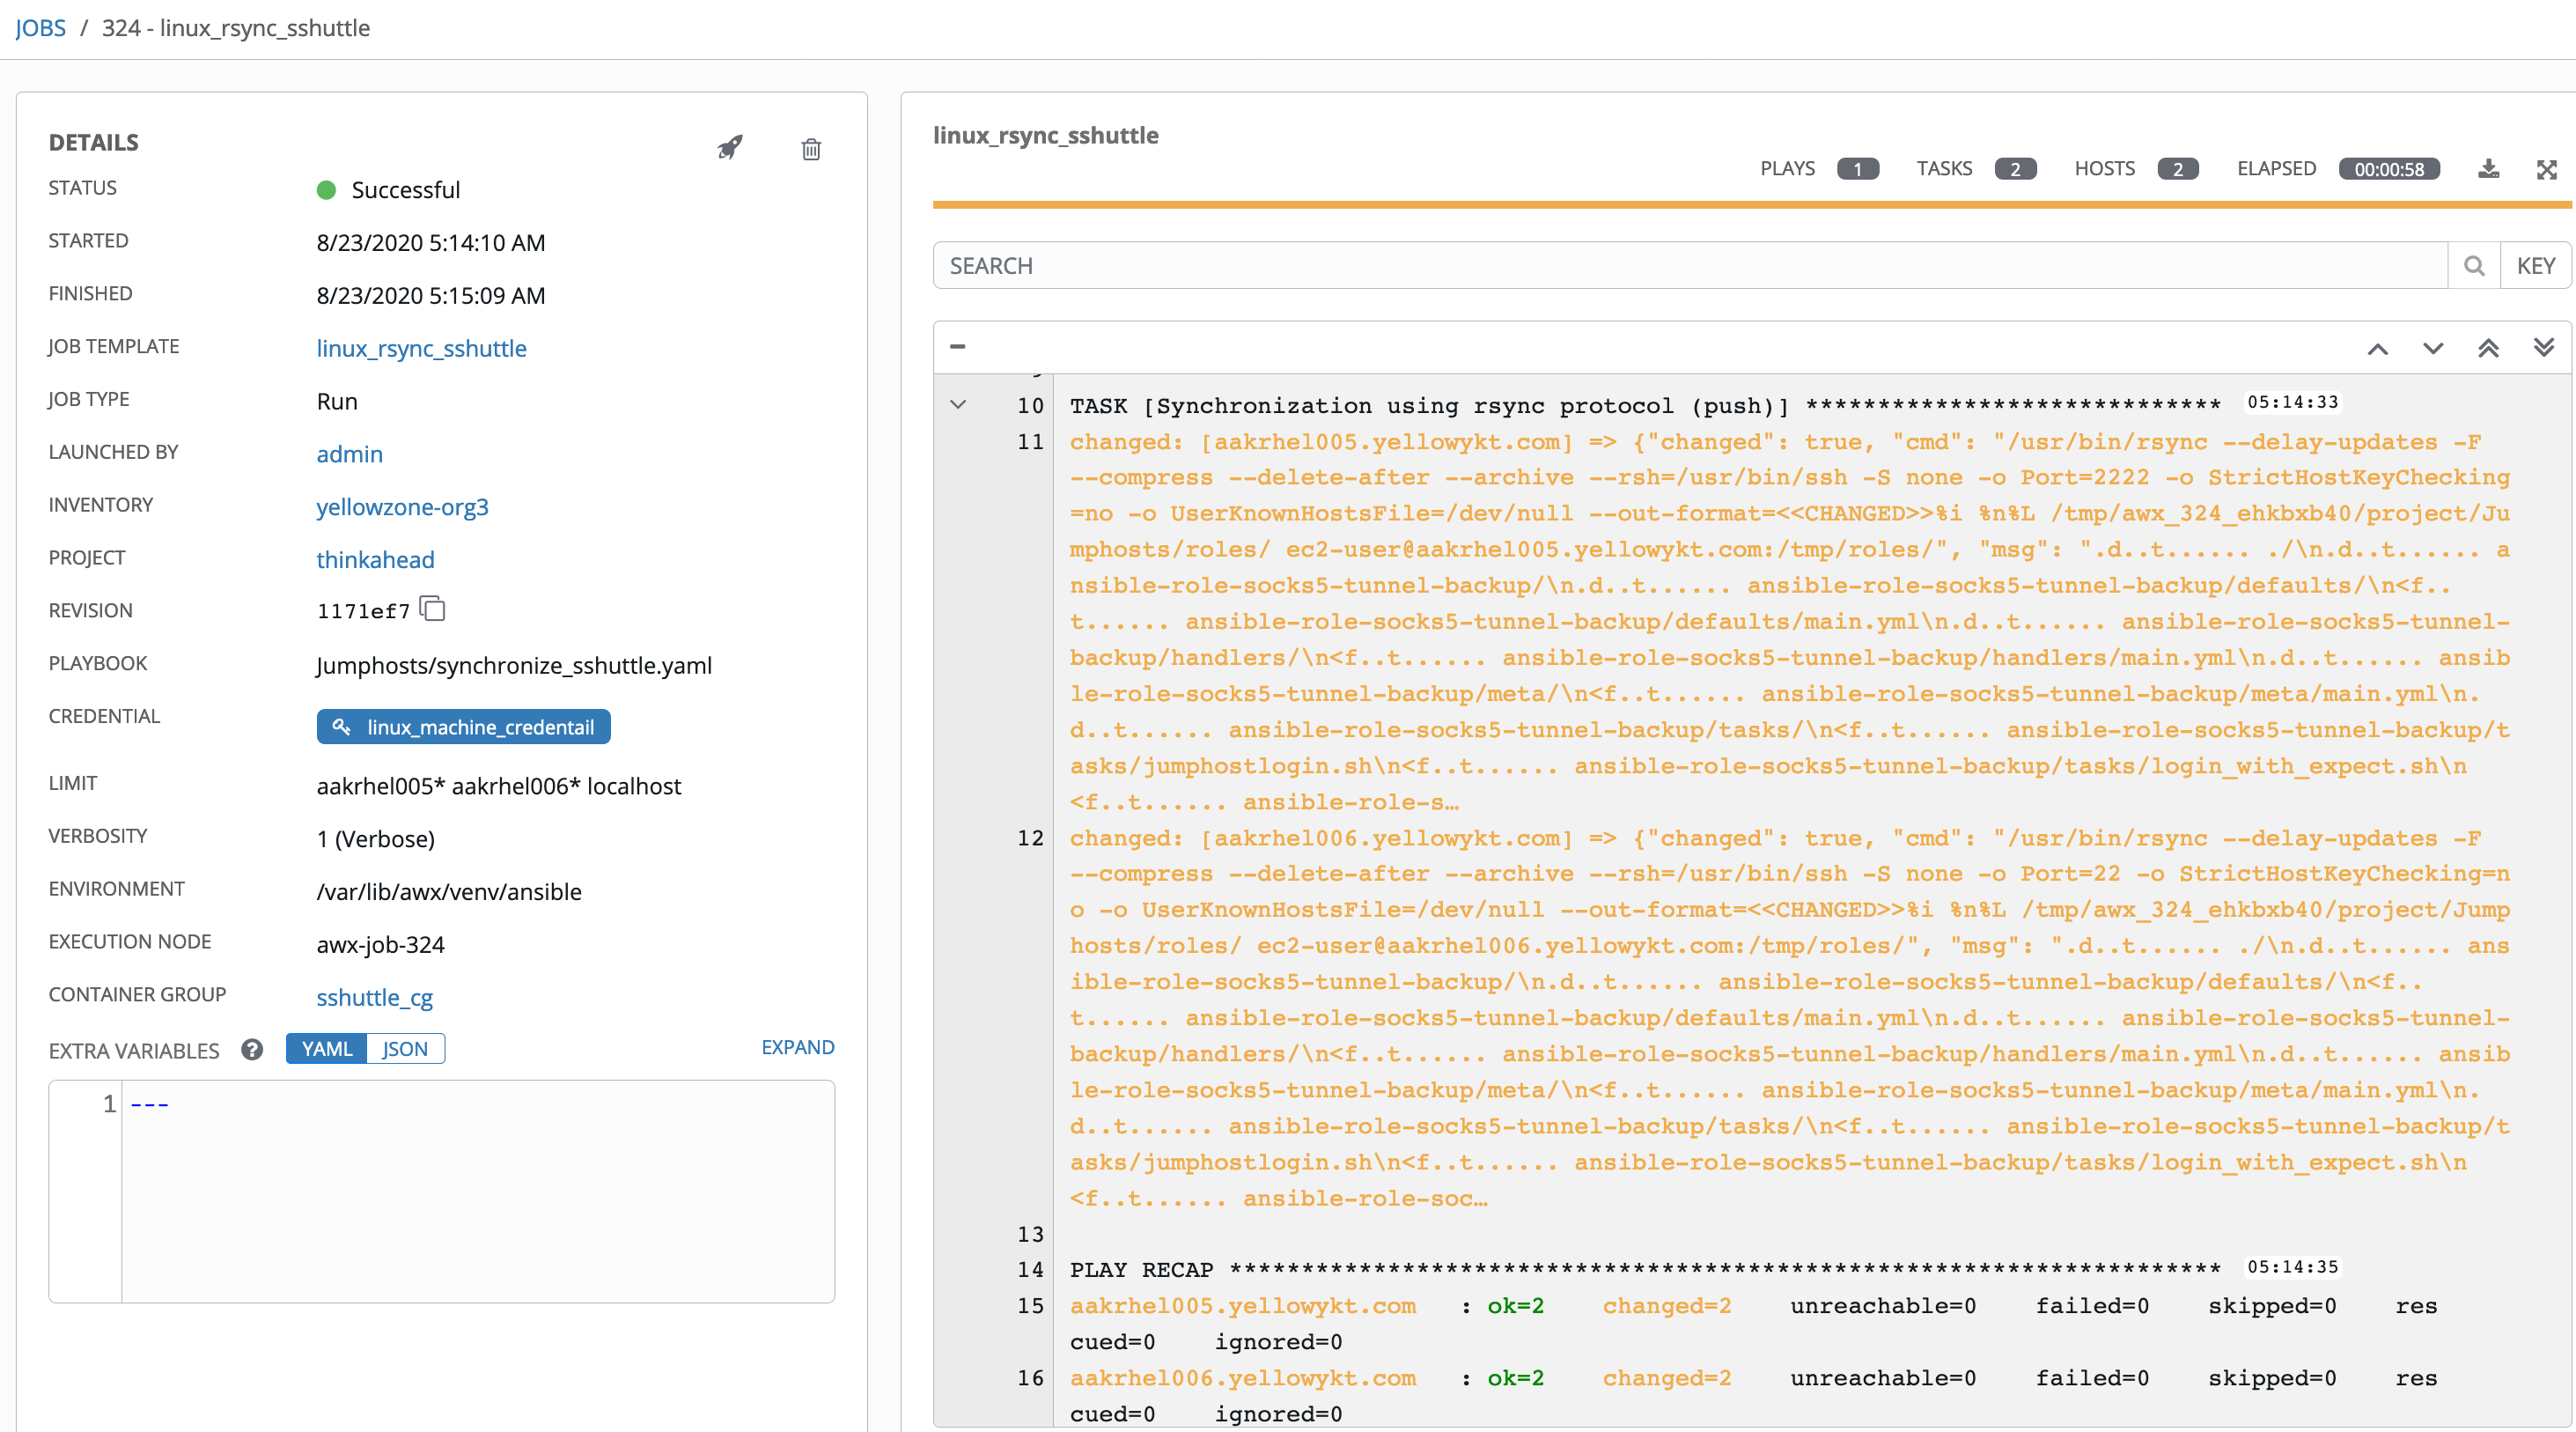 JOBS / 324 - linux_rsync_sshuttle
DETAILS
STATUS Successful
STARTED 8/23/2020 5:14:10 AM
FINISHED 8/23/2020 5:15:09 AM
JOB TEMPLATE linux_rsync_sshuttle
JOB TYPE Run
LAUNCHED BY admin
INVENTORY yellowzone-org3
PROJECT thinkahead
REVISION 1171ef7
PLAYBOOK Jumphosts/synchronize_sshuttle.yaml
CREDENTIAL linux_machine_credentail
LIMIT aakrhel005* aakrhel006* localhost
VERBOSITY 1 (Verbose)
ENVIRONMENT /var/lib/awx/venv/ansible
EXECUTION NODE awx-job-324
CONTAINER GROUP sshuttle_cg
EXTRA VARIABLES ? YAML JSON EXPAND
1 ---
linux_rsync_sshuttle
PLAYS 1 TASKS 2 HOSTS 2 ELAPSED 00:00:58
SEARCH KEY
10 TASK [Synchronization using rsync protocol (push)] ***************************** 05:14:33
11 changed: [aakrhel005.yellowykt.com] => {"changed": true, "cmd": "/usr/bin/rsync --delay-updates -F
--compress --delete-after --archive --rsh=/usr/bin/ssh -S none -o Port=2222 -o StrictHostKeyChecking
=no -o UserKnownHostsFile=/dev/null --out-format=<<CHANGED>>%i %n%L /tmp/awx_324_ehkbxb40/project/Ju
mphosts/roles/ ec2-user@aakrhel005.yellowykt.com:/tmp/roles/", "msg": ".d..t...... ./\n.d..t...... a
nsible-role-socks5-tunnel-backup/\n.d..t...... ansible-role-socks5-tunnel-backup/defaults/\n<f..
t...... ansible-role-socks5-tunnel-backup/defaults/main.yml\n.d..t...... ansible-role-socks5-tunnel-
backup/handlers/\n<f..t...... ansible-role-socks5-tunnel-backup/handlers/main.yml\n.d..t...... ansib
le-role-socks5-tunnel-backup/meta/\n<f..t...... ansible-role-socks5-tunnel-backup/meta/main.yml\n.
d..t...... ansible-role-socks5-tunnel-backup/tasks/\n<f..t...... ansible-role-socks5-tunnel-backup/t
asks/jumphostlogin.sh\n<f..t...... ansible-role-socks5-tunnel-backup/tasks/login_with_expect.sh\n
<f..t...... ansible-role-s…
12 changed: [aakrhel006.yellowykt.com] => {"changed": true, "cmd": "/usr/bin/rsync --delay-updates -F
--compress --delete-after --archive --rsh=/usr/bin/ssh -S none -o Port=22 -o StrictHostKeyChecking=n
o -o UserKnownHostsFile=/dev/null --out-format=<<CHANGED>>%i %n%L /tmp/awx_324_ehkbxb40/project/Jump
hosts/roles/ ec2-user@aakrhel006.yellowykt.com:/tmp/roles/", "msg": ".d..t...... ./\n.d..t...... ans
ible-role-socks5-tunnel-backup/\n.d..t...... ansible-role-socks5-tunnel-backup/defaults/\n<f..
t...... ansible-role-socks5-tunnel-backup/defaults/main.yml\n.d..t...... ansible-role-socks5-tunnel-
backup/handlers/\n<f..t...... ansible-role-socks5-tunnel-backup/handlers/main.yml\n.d..t...... ansib
le-role-socks5-tunnel-backup/meta/\n<f..t...... ansible-role-socks5-tunnel-backup/meta/main.yml\n.
d..t...... ansible-role-socks5-tunnel-backup/tasks/\n<f..t...... ansible-role-socks5-tunnel-backup/t
asks/jumphostlogin.sh\n<f..t...... ansible-role-socks5-tunnel-backup/tasks/login_with_expect.sh\n
<f..t...... ansible-role-soc…
13
14 PLAY RECAP ********************************************************************* 05:14:35
15 aakrhel005.yellowykt.com : ok=2 changed=2 unreachable=0 failed=0 skipped=0 res
cued=0 ignored=0
16 aakrhel006.yellowykt.com : ok=2 changed=2 unreachable=0 failed=0 skipped=0 res
cued=0 ignored=0